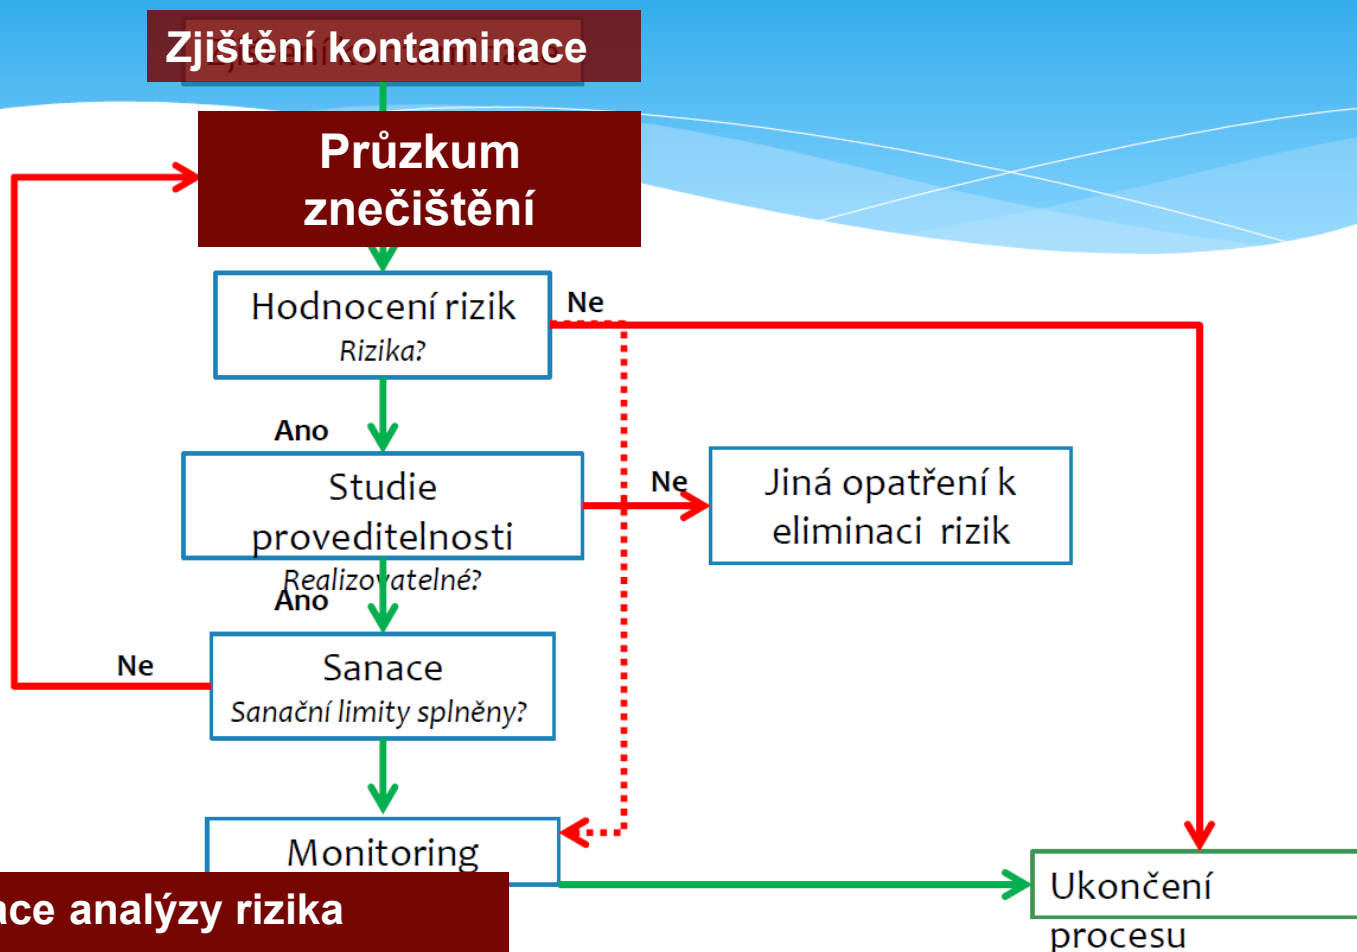 Zjištění kontaminace
Průzkum
znečištění
Hodnocení rizik
Rizika?
Ne
Ano
Studie
proveditelnosti
Realizovatelné?
Ne
Jiná opatření k
eliminaci rizik
Ano
Sanace
Sanační limity splněny?
Ne
Monitoring
analýzy rizika
Ukončení
procesu